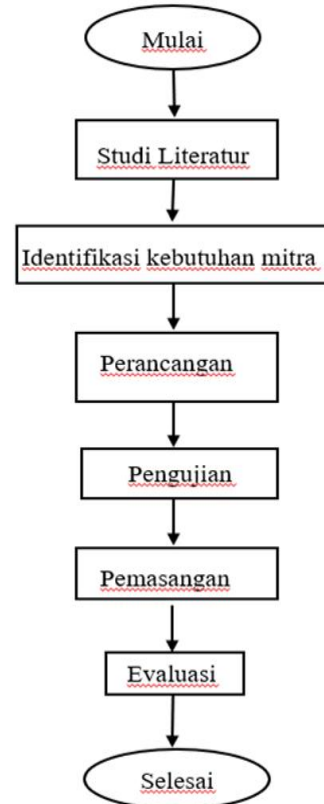 Mulai
Studi Literatur
Identifikasi kebutuhan mitra
Perancangan
Pengujian
Pemasangan
Evaluasi
Selesai